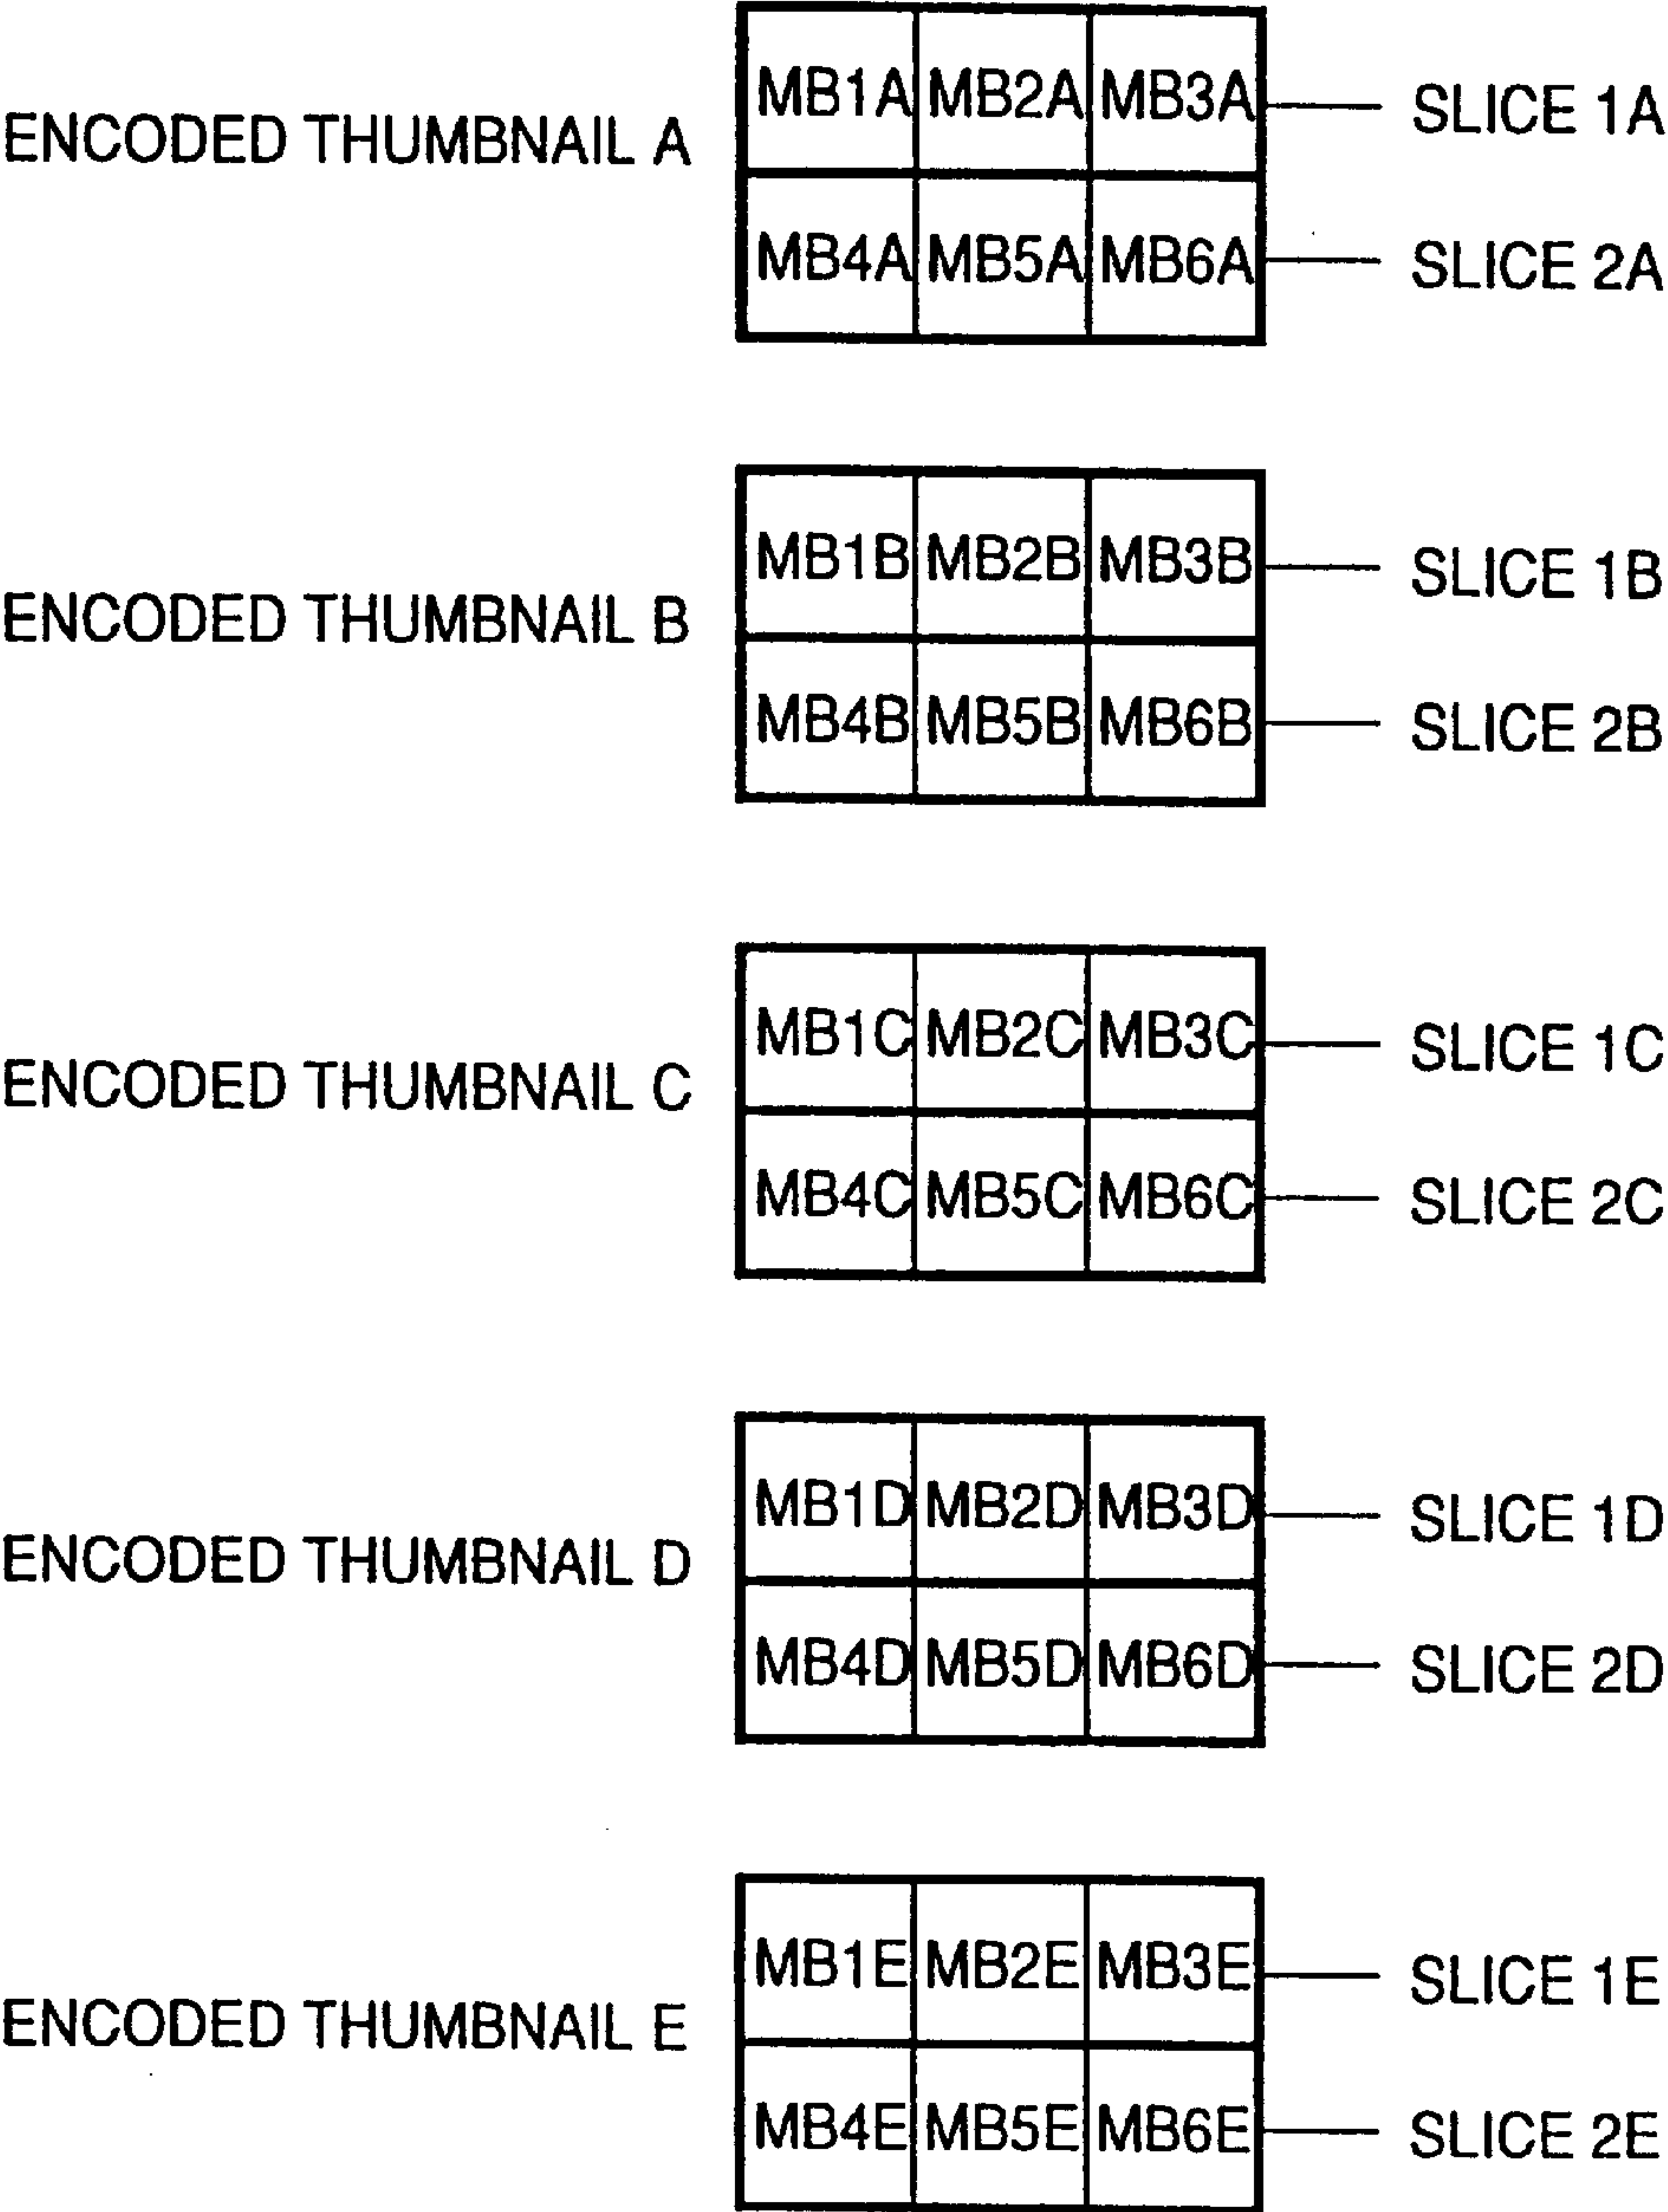 MB1A MB2A MB3A SLICE 1A
ENCODED THUMBNAIL A
MB4A MB5A MB6A SLICE 2A
MB1B MB2B MB3B SLICE 1B
ENCODED THUMBNAIL B
MB4B MB5B MB6B SLICE 2B
MB1C MB2C MB3C SLICE 1C
ENCODED THUMBNAIL C
MB4C MB5C MB6C SLICE 2C
MB1D MB2D MB3D SLICE 1D
ENCODED THUMBNAIL D
MB4D MB5D MB6D SLICE 2D
MB1E MB2E MB3E SLICE 1E
ENCODED THUMBNAIL E
MB4E MB5E MB6E SLICE 2E